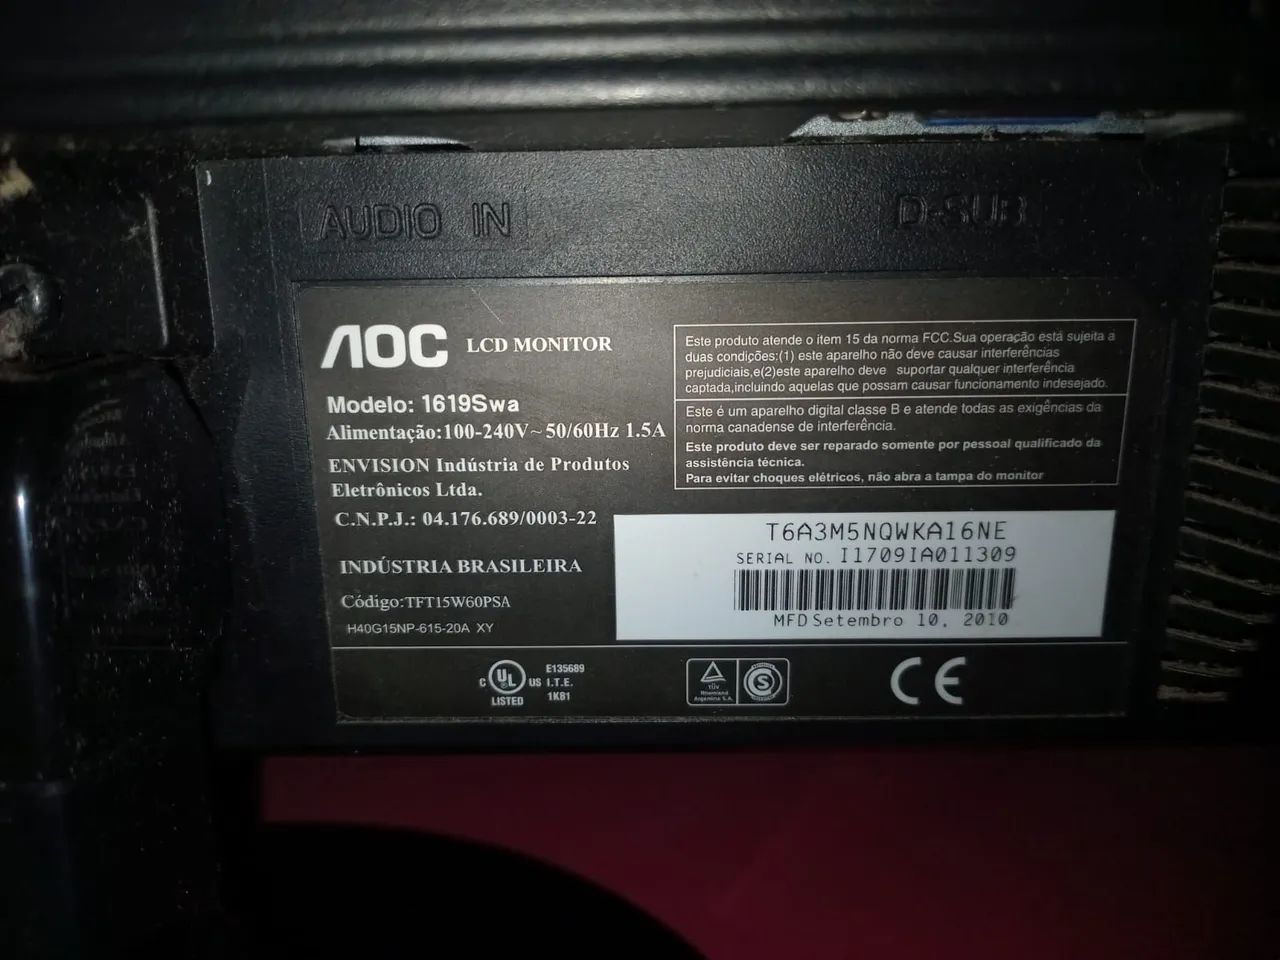 AUDIO IN
D-SUB
AOC LCD MONITOR
Modelo: 1619Swa
Alimentação:100-240V~ 50/60Hz 1.5A
ENVISION Indústria de Produtos
Eletrônicos Ltda.
C.N.P.J.: 04.176.689/0003-22
INDÚSTRIA BRASILEIRA
Código:TFT15W60PSA
H40G15NP-615-20A XY
Este produto atende o item 15 da norma FCC.Sua operação está sujeita a
duas condições:(1) este aparelho não deve causar interferências
prejudiciais,e(2)este aparelho deve suportar qualquer interferência
captada,incluindo aquelas que possam causar funcionamento indesejado.
Este é um aparelho digital classe B e atende todas as exigências da
norma canadense de interferência.
Este produto deve ser reparado somente por pessoal qualificado da
assistência técnica.
Para evitar choques elétricos, não abra a tampa do monitor
T6A3M5NQWKA16NE
SERIAL NO. I1709IA011309
MFD Setembro 10, 2010
C UL US
LISTED
E135689
I.T.E.
1K81
TÜV
Rheinland
Argentina S.A.
S
CE